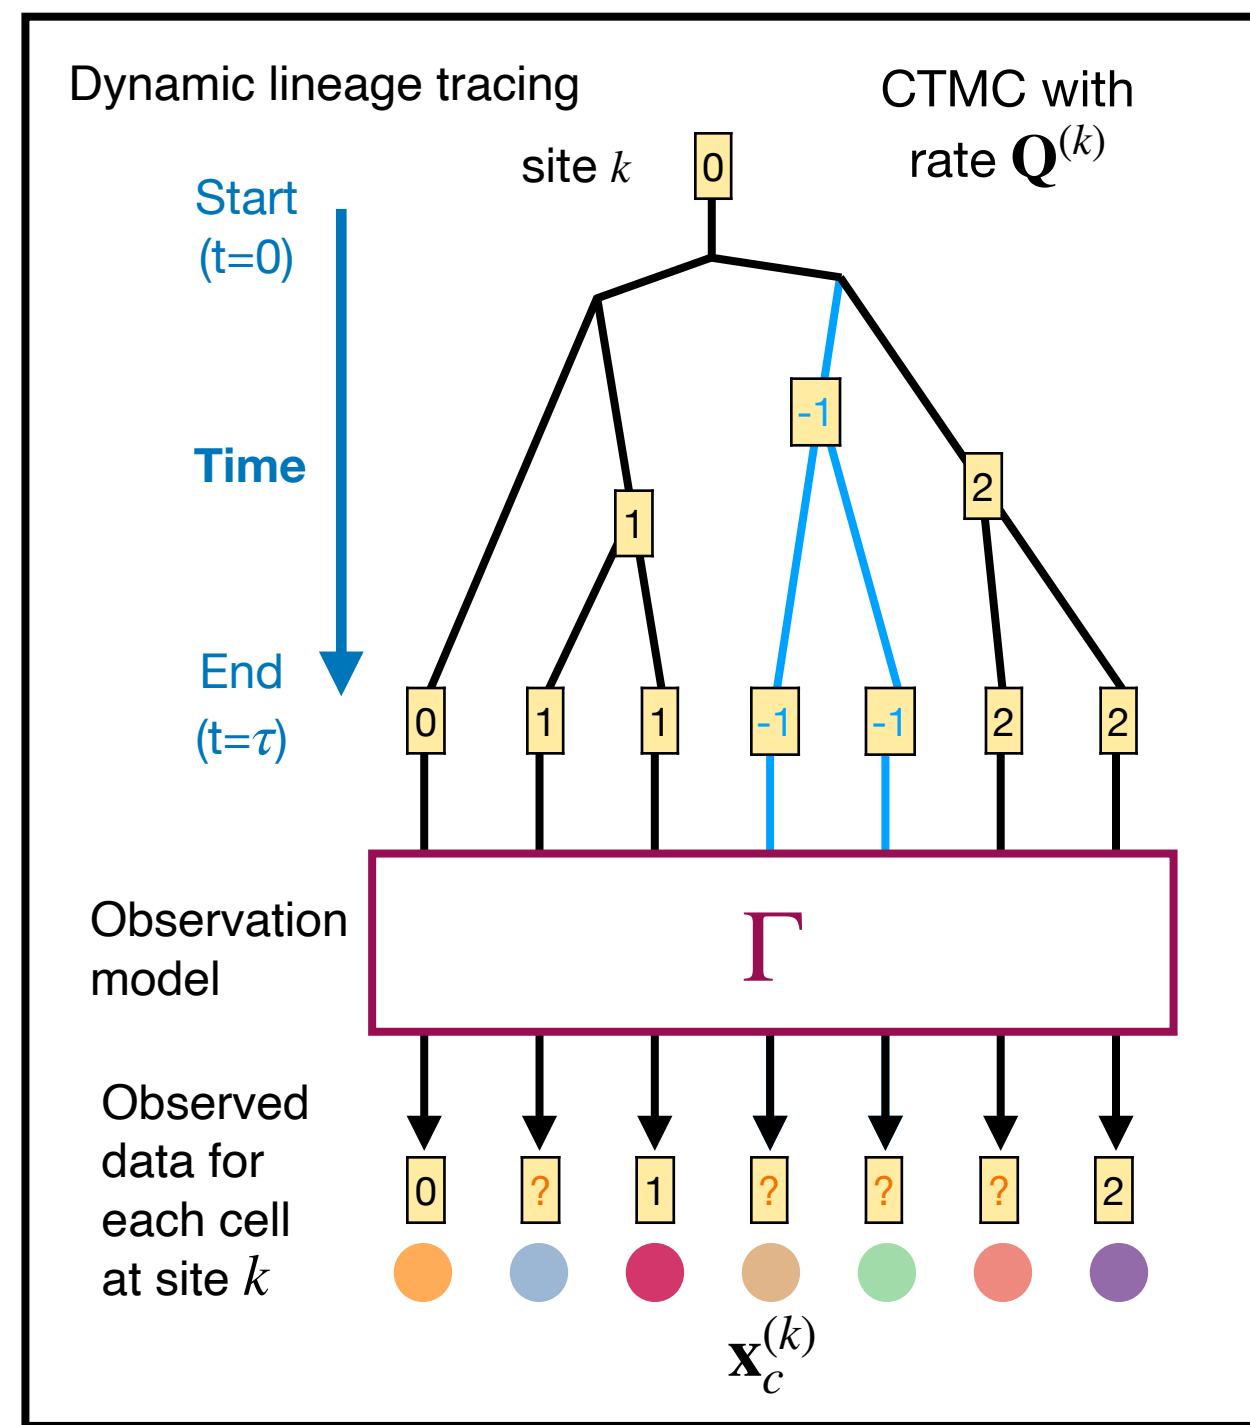 Dynamic lineage tracing
CTMC with
rate Q^(k)
site k
0
Start
(t=0)
-1
Time
2
1
End
(t=τ)
0 1 1 -1 -1 2 2
Observation
model
Γ
Observed
data for
each cell
at site k
0 ? 1 ? ? ? 2
x_c^(k)